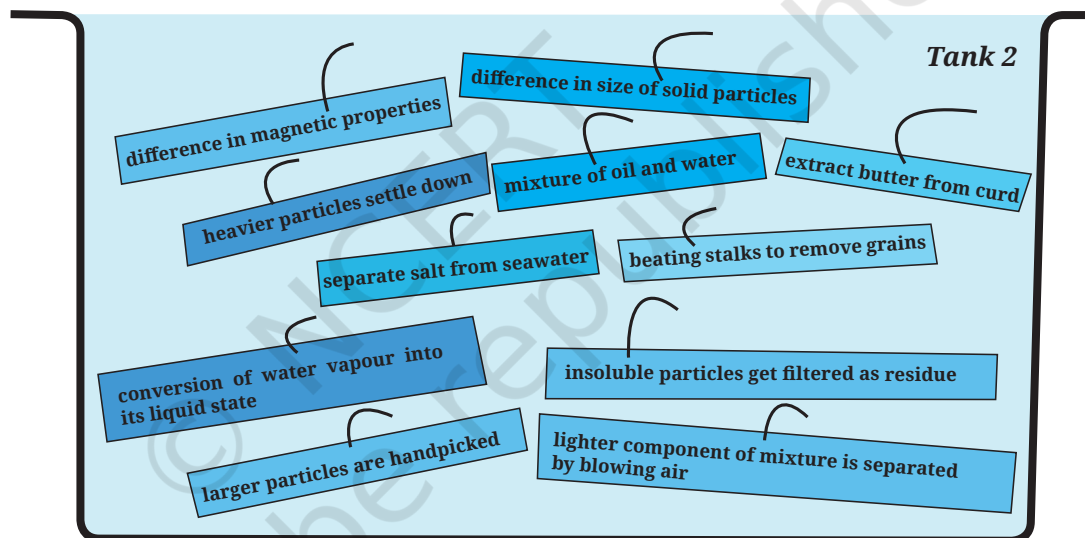 Tank 2
difference in size of solid particles
difference in magnetic properties
mixture of oil and water
extract butter from curd
heavier particles settle down
beating stalks to remove grains
separate salt from seawater
conversion of water vapour into
its liquid state
insoluble particles get filtered as residue
larger particles are handpicked
lighter component of mixture is separated
by blowing air
© NCERT
be republishe